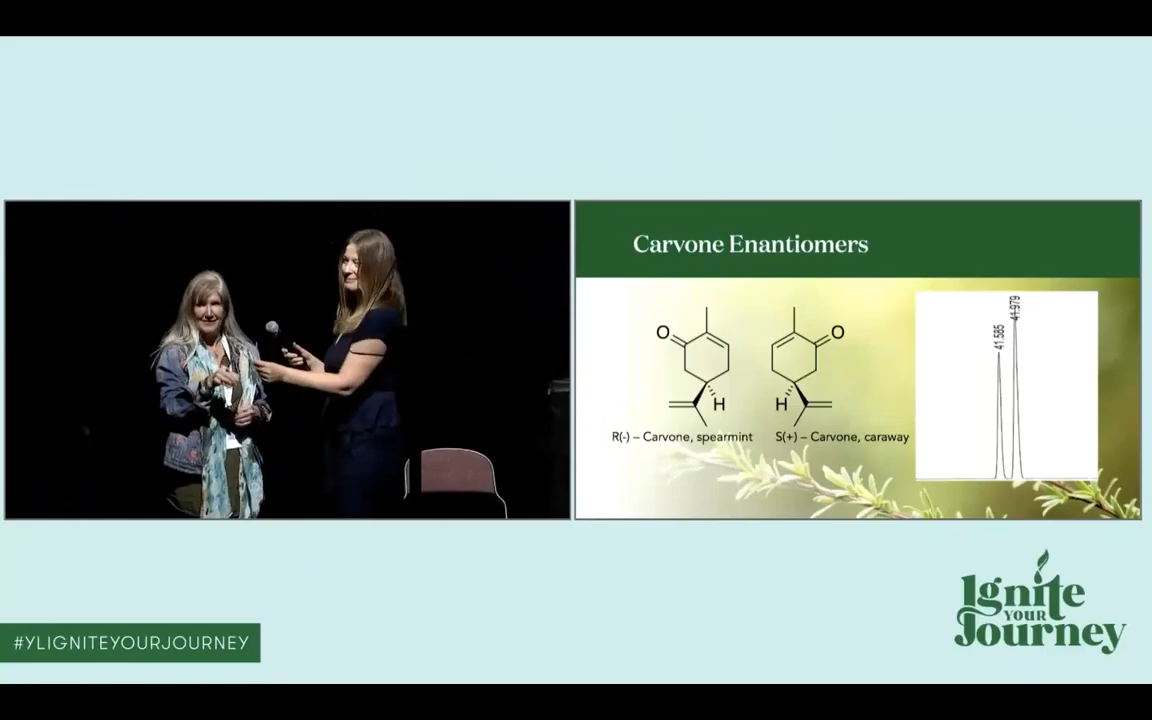 Carvone Enantiomers
O
H
R(-) – Carvone, spearmint
O
H
S(+) – Carvone, caraway
41.585
41.979
#YLIGNITEYOURJOURNEY
Ignite
YOUR
Journey